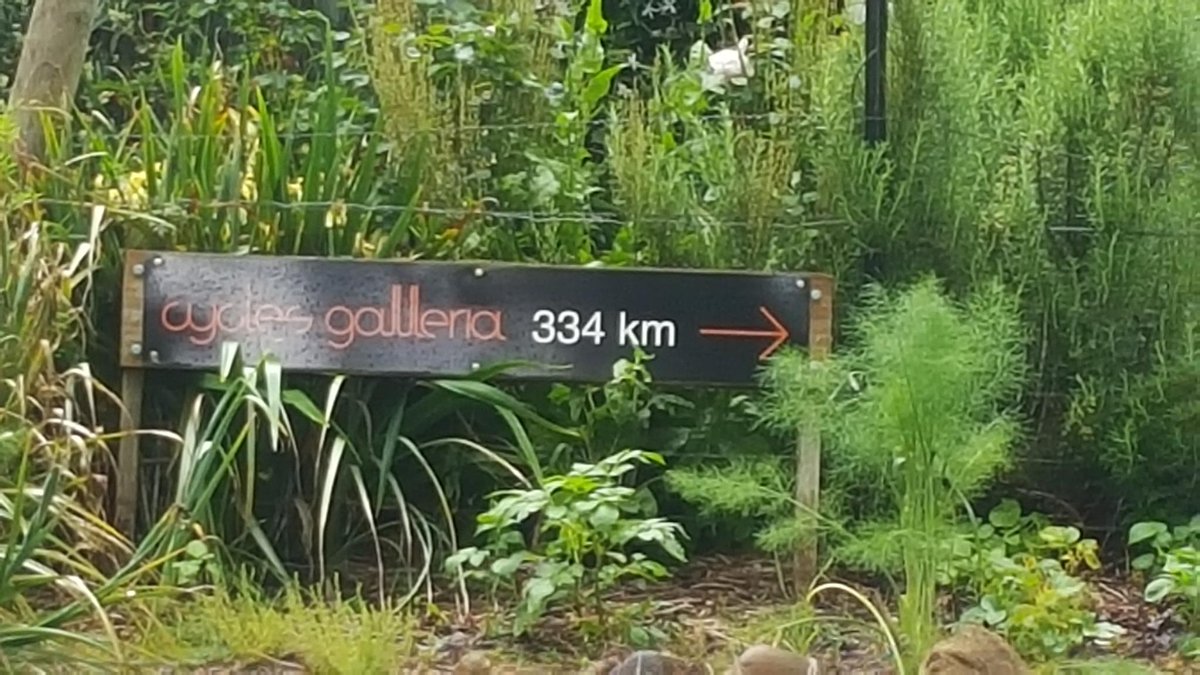 cycles galleria 334 km →